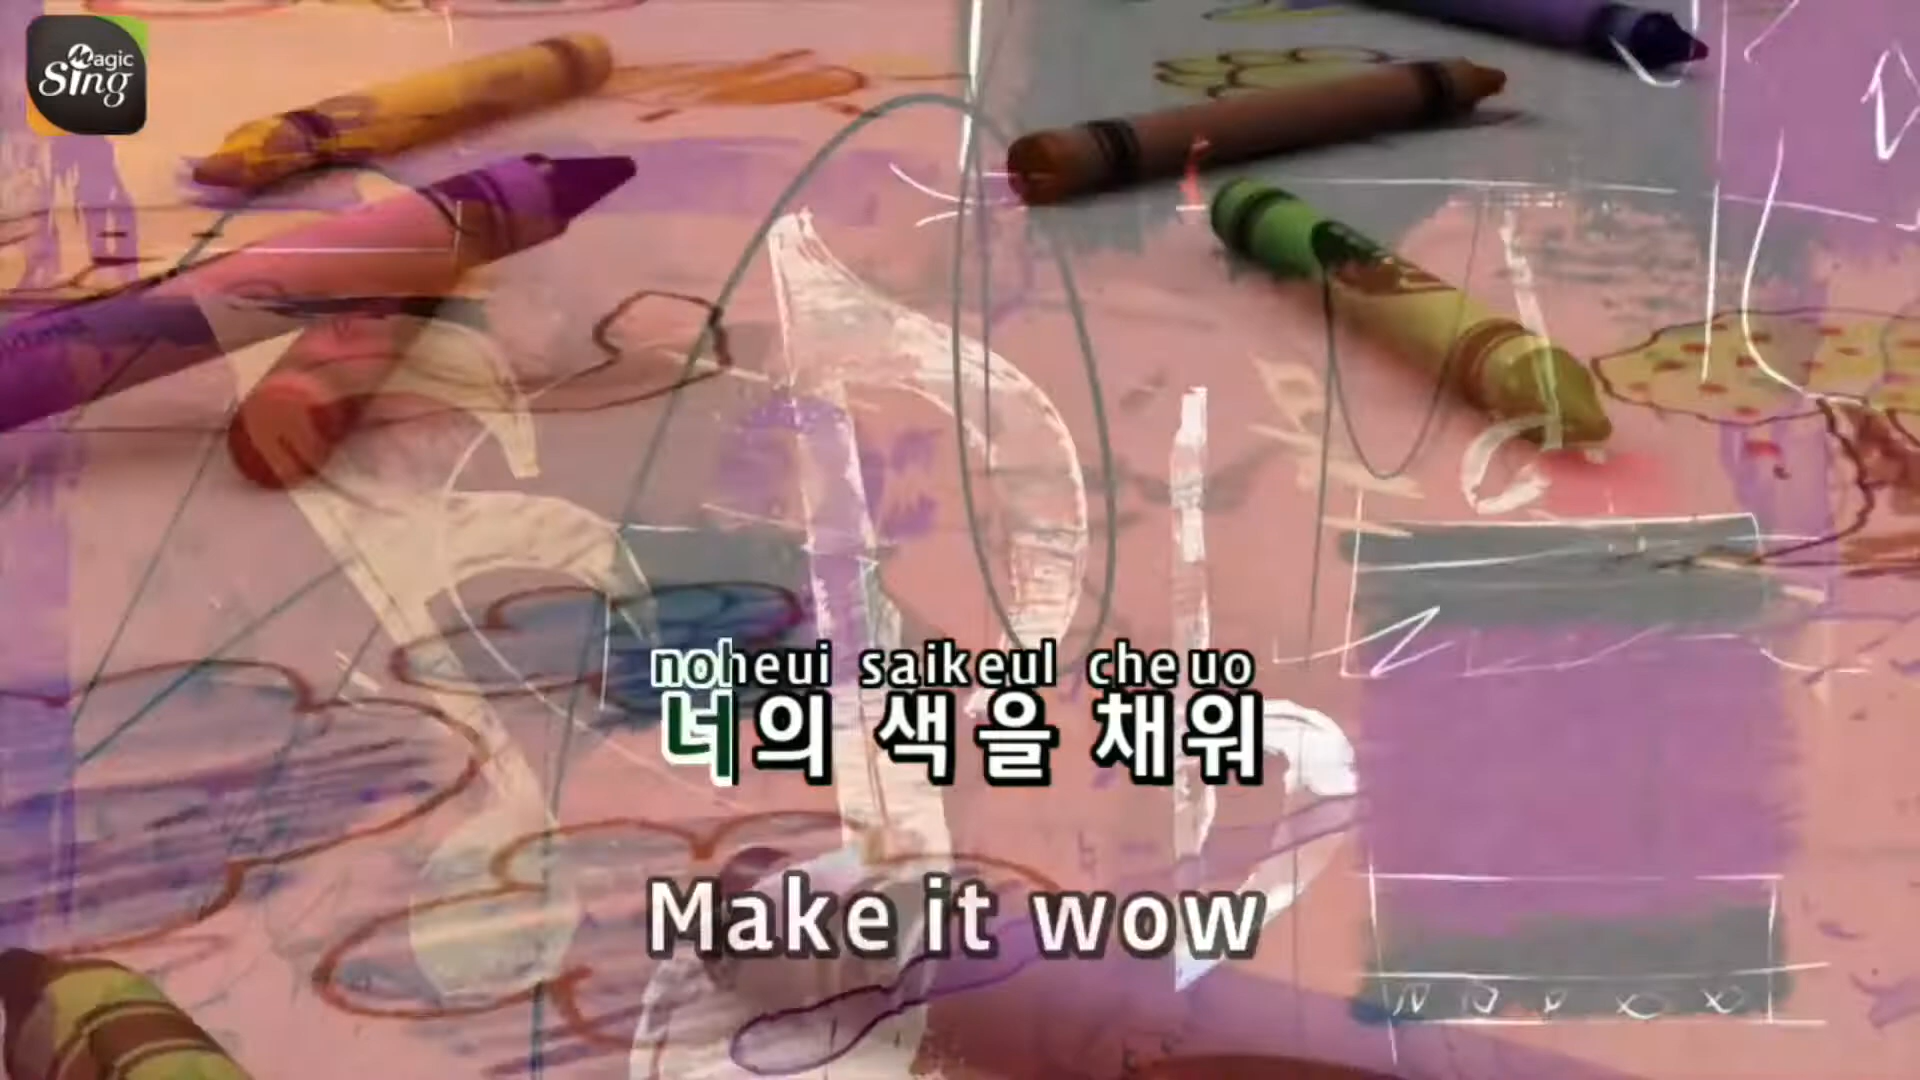 Magic
Sing
noheui saikeul cheuo
너의 색을 채워
Make it wow